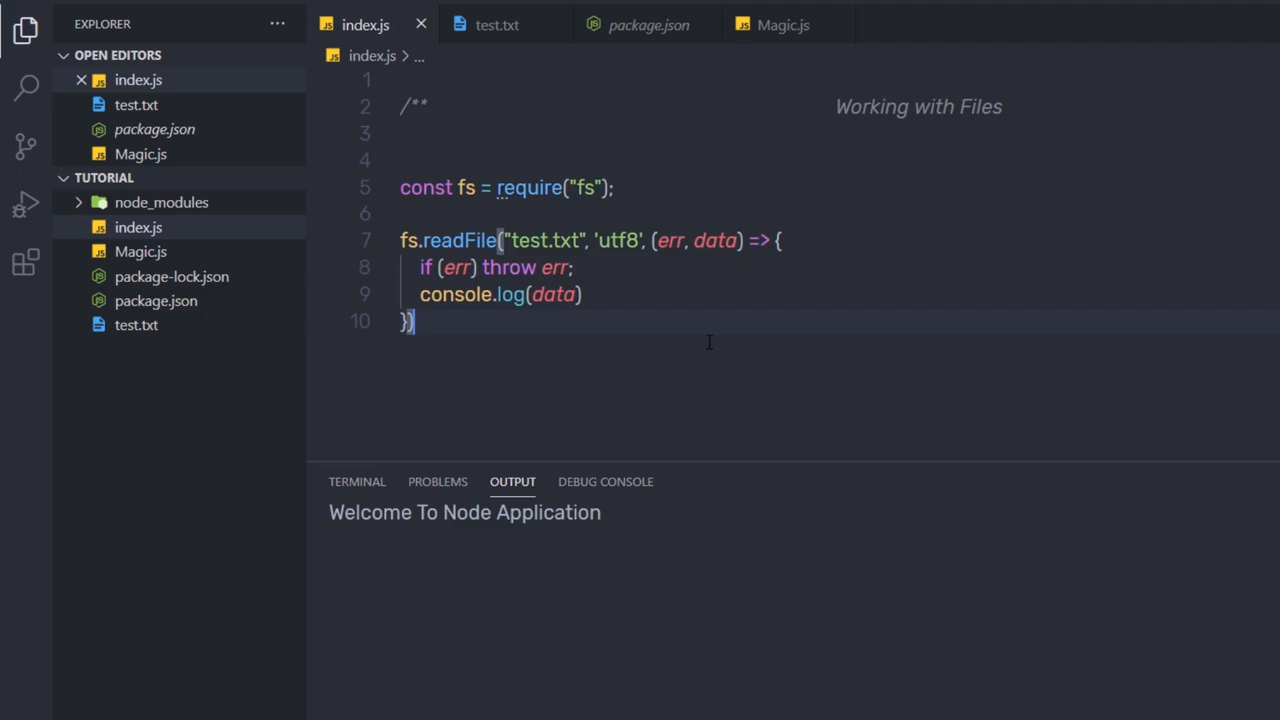 EXPLORER ...
OPEN EDITORS
index.js
test.txt
package.json
Magic.js
TUTORIAL
node_modules
index.js
Magic.js
package-lock.json
package.json
test.txt
index.js test.txt package.json Magic.js
index.js > ...
1
2 /** Working with Files
3
4
5 const fs = require("fs");
6
7 fs.readFile("test.txt", 'utf8', (err, data) => {
8 if (err) throw err;
9 console.log(data)
10 })
TERMINAL PROBLEMS OUTPUT DEBUG CONSOLE
Welcome To Node Application